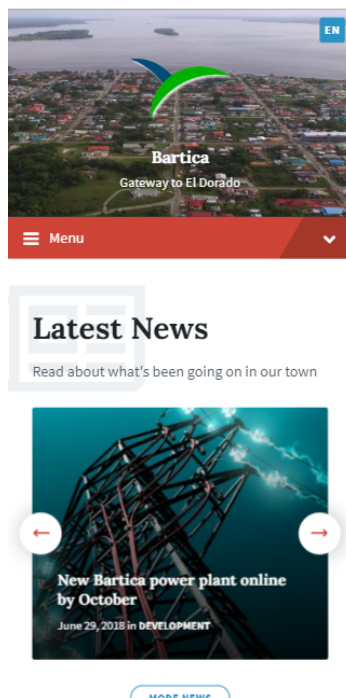 EN
Bartica
Gateway to El Dorado
Menu
Latest News
Read about what's been going on in our town
New Bartica power plant online
by October
June 29, 2018 in DEVELOPMENT
MORE NEWS